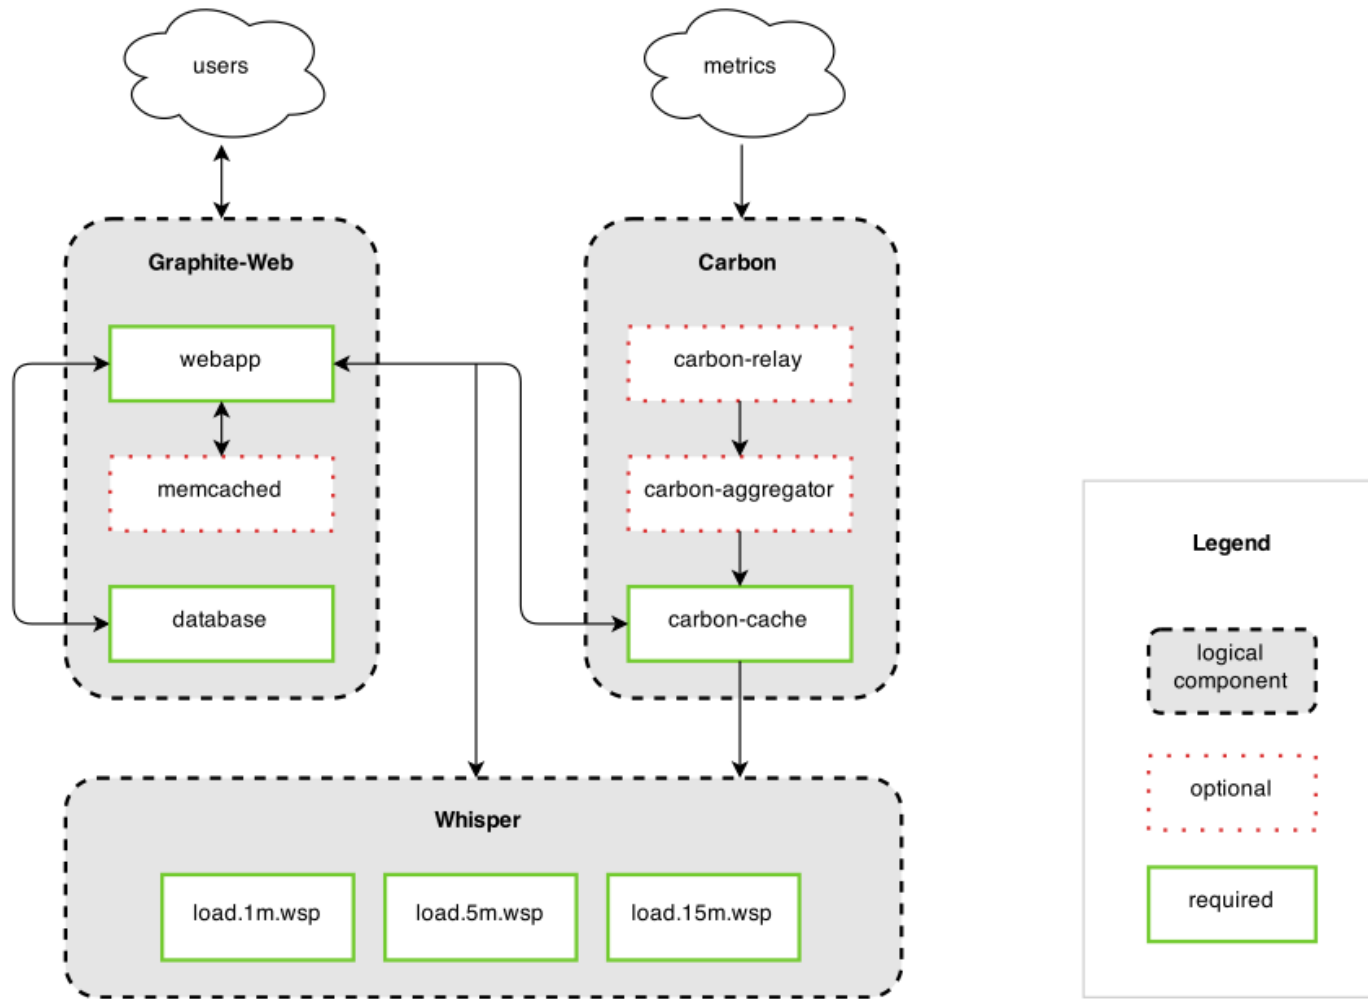 users
metrics
Graphite-Web
Carbon
webapp
carbon-relay
memcached
carbon-aggregator
database
carbon-cache
Whisper
load.1m.wsp
load.5m.wsp
load.15m.wsp
Legend
logical
component
optional
required